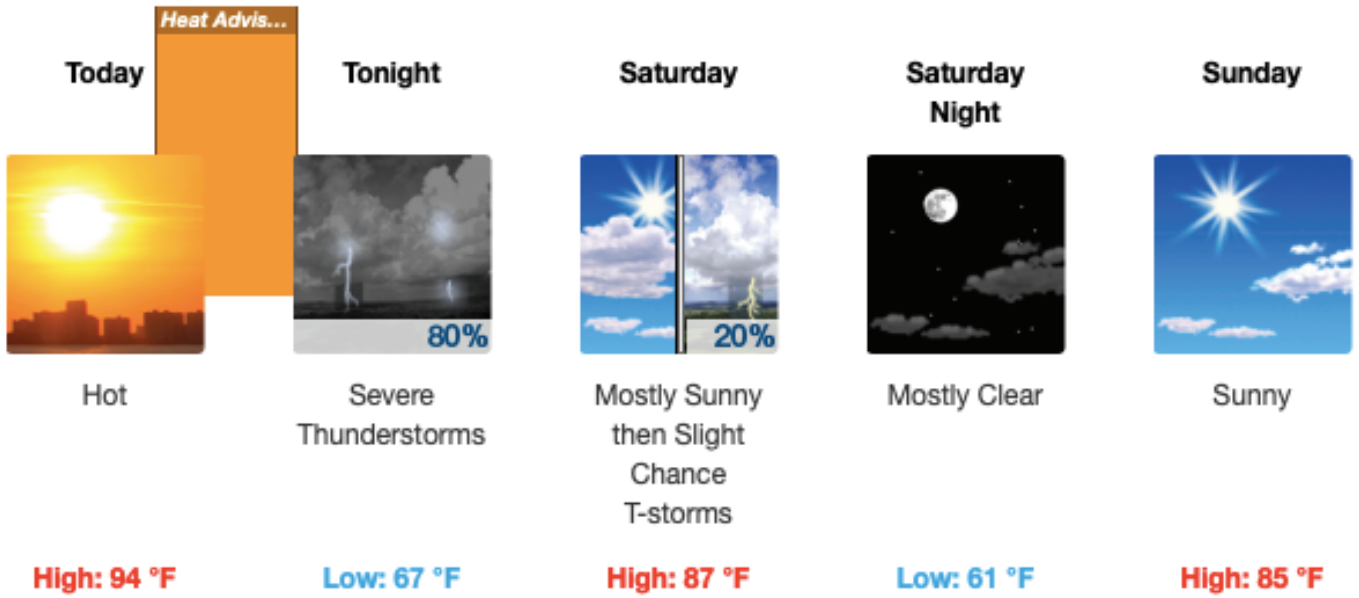 Heat Advis...
Today
Tonight
Saturday
Saturday
Night
Sunday
80%
20%
Hot
Severe
Thunderstorms
Mostly Sunny
then Slight
Chance
T-storms
Mostly Clear
Sunny
High: 94 °F
Low: 67 °F
High: 87 °F
Low: 61 °F
High: 85 °F